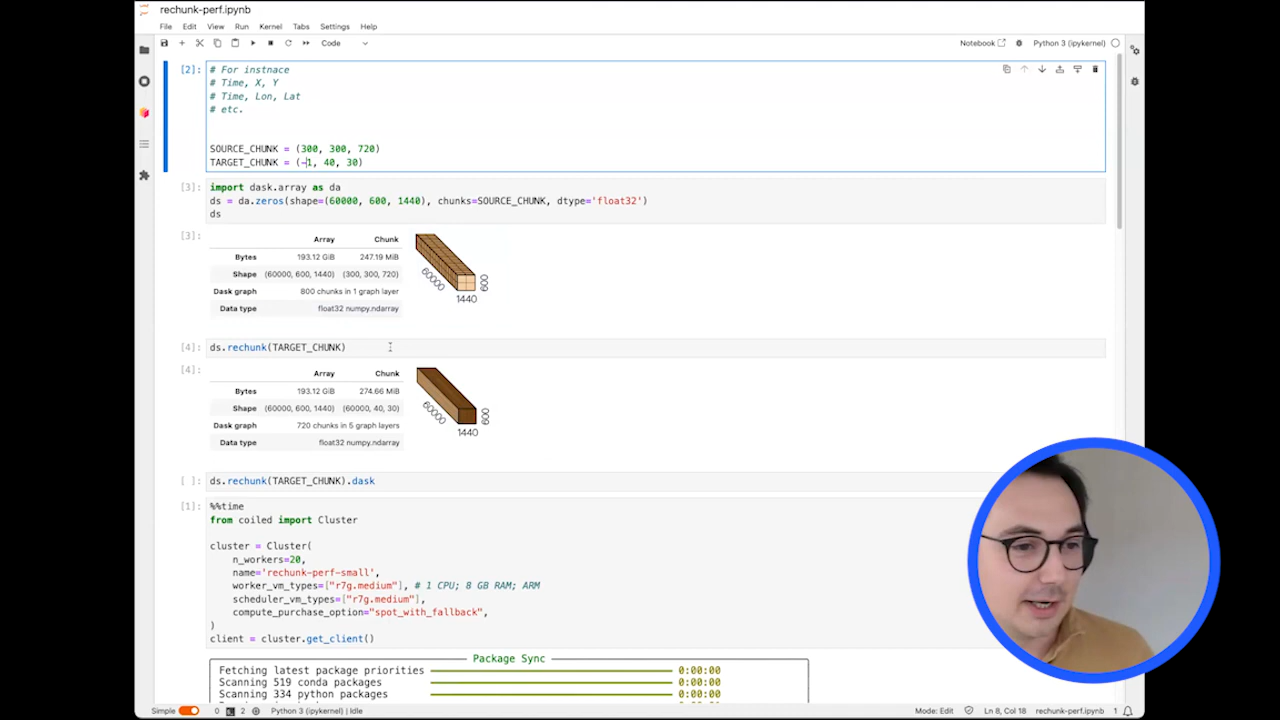 rechunk-perf.ipynb
File Edit View Run Kernel Tabs Settings Help
Code Notebook Python 3 (ipykernel)
[2]: # For instnace
# Time, X, Y
# Time, Lon, Lat
# etc.
SOURCE_CHUNK = (300, 300, 720)
TARGET_CHUNK = (-1, 40, 30)
[3]: import dask.array as da
ds = da.zeros(shape=(60000, 600, 1440), chunks=SOURCE_CHUNK, dtype='float32')
ds
[3]: Array Chunk
Bytes 193.12 GiB 247.19 MiB
Shape (60000, 600, 1440) (300, 300, 720)
Dask graph 800 chunks in 1 graph layer
Data type float32 numpy.ndarray
60000 600
1440
[4]: ds.rechunk(TARGET_CHUNK)
[4]: Array Chunk
Bytes 193.12 GiB 274.66 MiB
Shape (60000, 600, 1440) (60000, 40, 30)
Dask graph 720 chunks in 5 graph layers
Data type float32 numpy.ndarray
60000 600
1440
[ ]: ds.rechunk(TARGET_CHUNK).dask
[1]: %%time
from coiled import Cluster
cluster = Cluster(
n_workers=20,
name='rechunk-perf-small',
worker_vm_types=["r7g.medium"], # 1 CPU; 8 GB RAM; ARM
scheduler_vm_types=["r7g.medium"],
compute_purchase_option="spot_with_fallback",
)
client = cluster.get_client()
Package Sync
Fetching latest package priorities 0:00:00
Scanning 519 conda packages 0:00:00
Scanning 334 python packages 0:00:00
Simple 0 2 Python 3 (ipykernel) | Idle Mode: Edit Ln 8, Col 18 rechunk-perf.ipynb 1